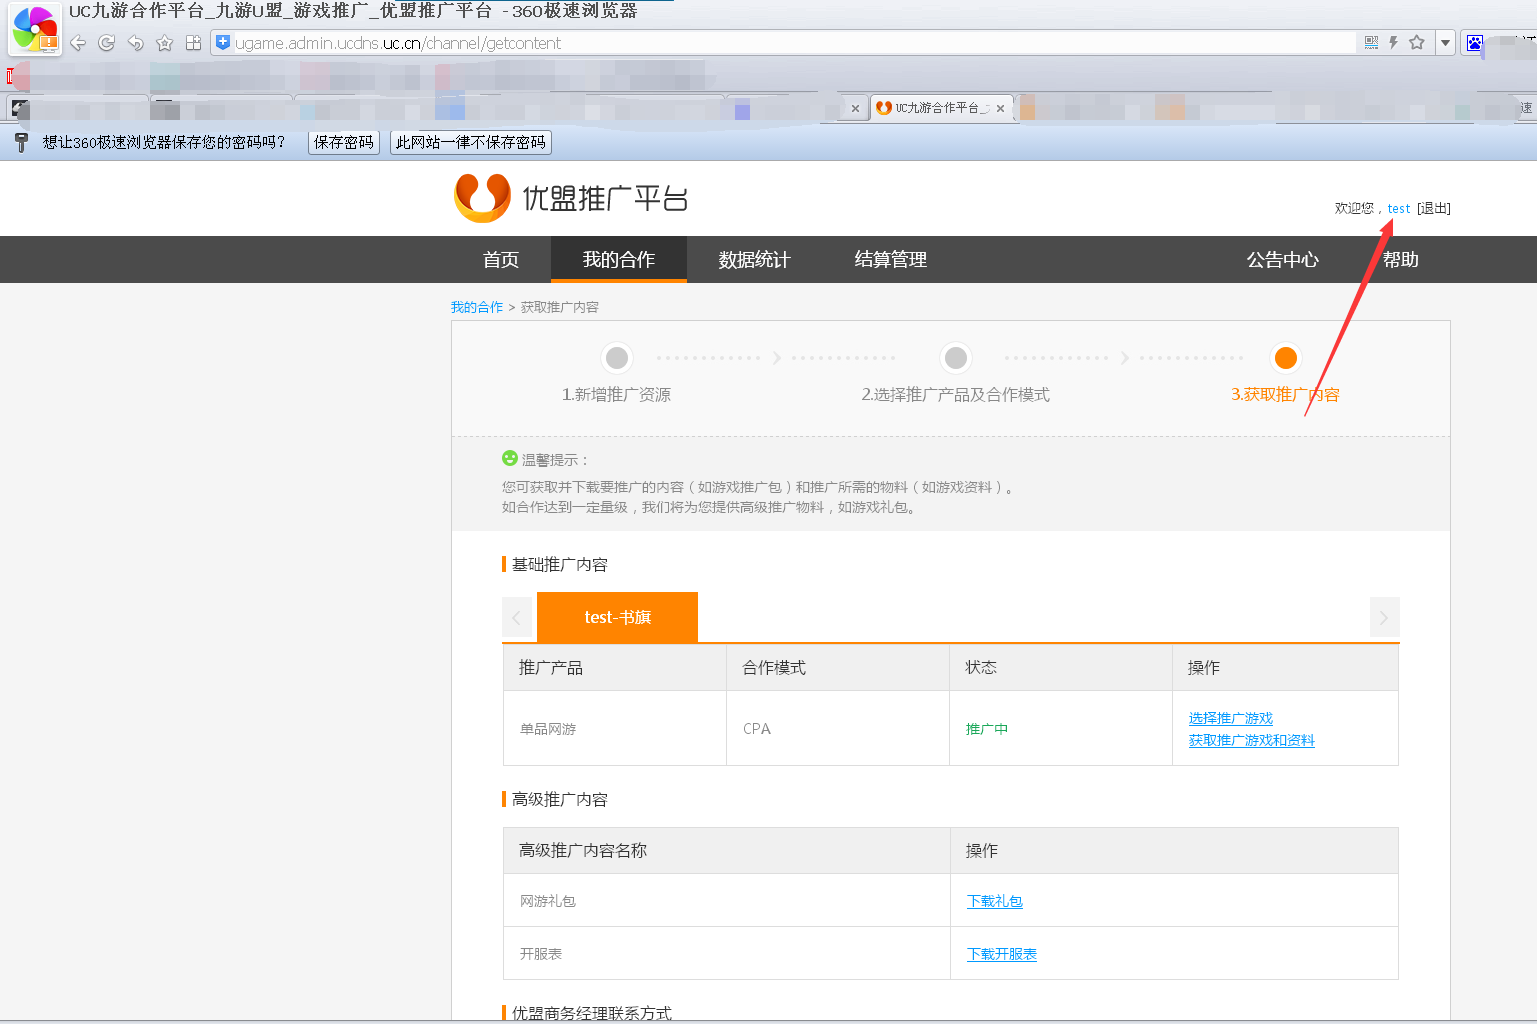 UC九游合作平台_九游U盟_游戏推广_优盟推广平台 - 360极速浏览器
ugame.admin.ucdns.uc.cn/channel/getcontent
UC九游合作平台_
速
想让360极速浏览器保存您的密码吗?
保存密码
此网站一律不保存密码
优盟推广平台
欢迎您，test [退出]
首页
我的合作
数据统计
结算管理
公告中心
帮助
我的合作 > 获取推广内容
1.新增推广资源
2.选择推广产品及合作模式
3.获取推广内容
温馨提示：
您可获取并下载要推广的内容（如游戏推广包）和推广所需的物料（如游戏资料）。
如合作达到一定量级，我们将为您提供高级推广物料，如游戏礼包。
基础推广内容
test-书旗
推广产品
合作模式
状态
操作
单品网游
CPA
推广中
选择推广游戏
获取推广游戏和资料
高级推广内容
高级推广内容名称
操作
网游礼包
下载礼包
开服表
下载开服表
优盟商务经理联系方式